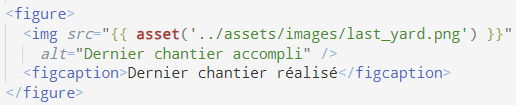 <figure>
<img src="{{ asset('../assets/images/last_yard.png') }}"
alt="Dernier chantier accompli" />
<figcaption>Dernier chantier réalisé</figcaption>
</figure>